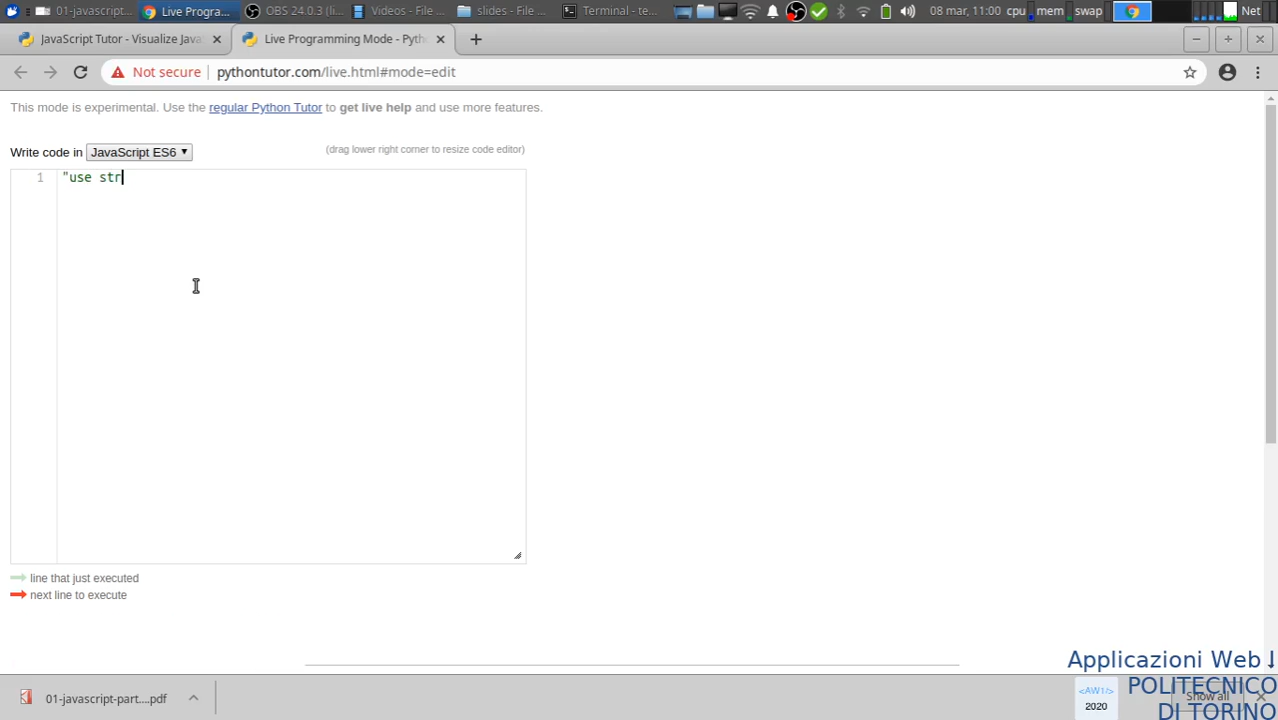 01-javascript... Live Progra... OBS 24.0.3 (li... Videos - File ... slides - File ... Terminal - te... 08 mar, 11:00 cpu mem swap Net
JavaScript Tutor - Visualize Java Live Programming Mode - Pyth
Not secure pythontutor.com/live.html#mode=edit
This mode is experimental. Use the regular Python Tutor to get live help and use more features.
Write code in JavaScript ES6 (drag lower right corner to resize code editor)
1 "use str
line that just executed
next line to execute
Applicazioni Web↓
POLITECNICO
DI TORINO
<AW1/>
2020
01-javascript-part....pdf Show all